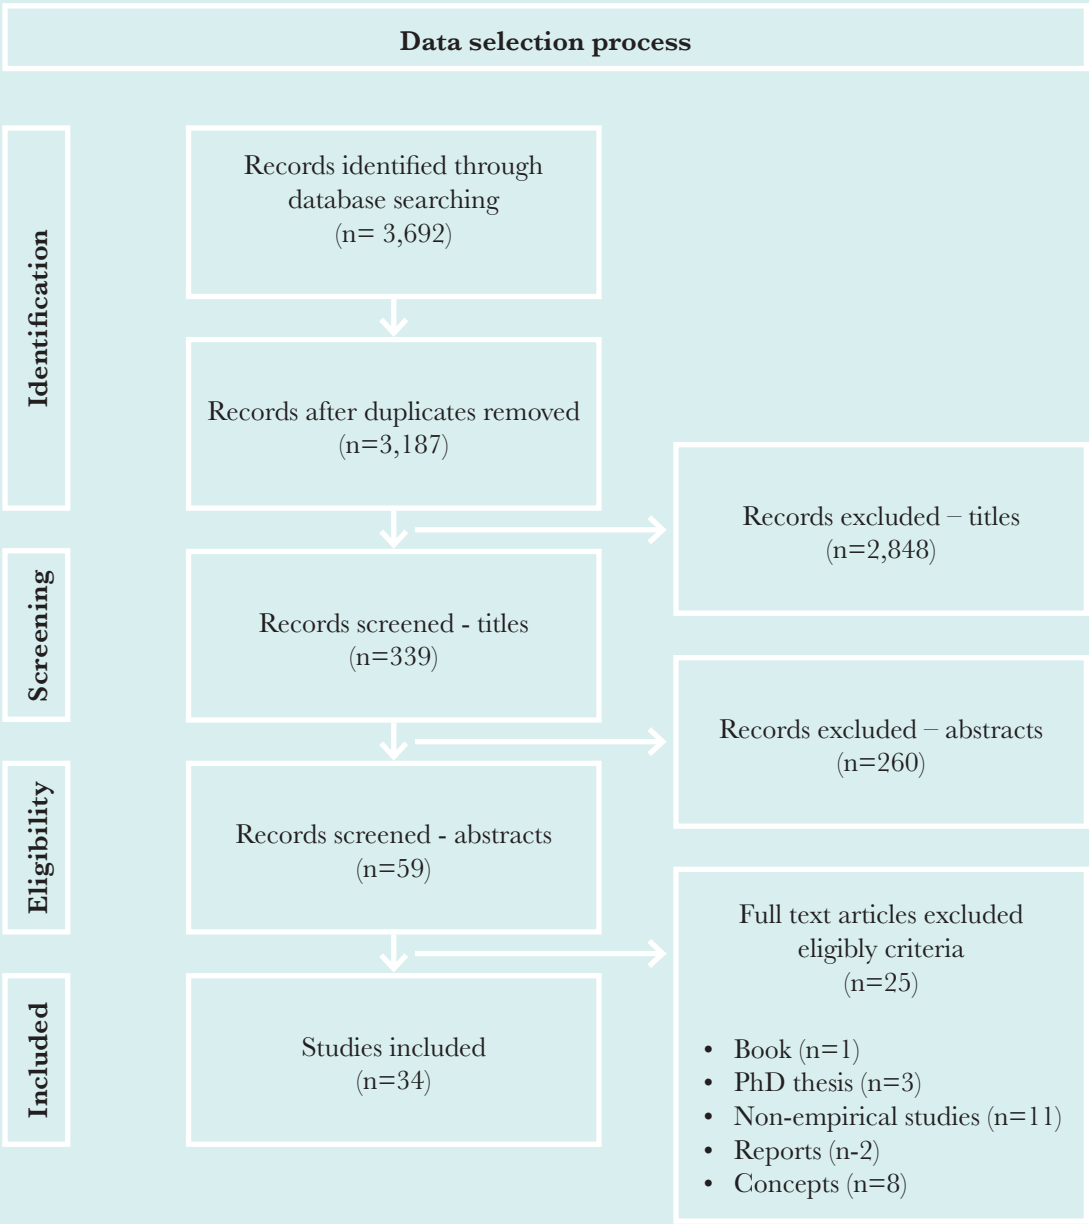 Data selection process
Identification
Records identified through
database searching
(n= 3,692)
Records after duplicates removed
(n=3,187)
Records excluded – titles
(n=2,848)
Screening
Records screened - titles
(n=339)
Records excluded – abstracts
(n=260)
Eligibility
Records screened - abstracts
(n=59)
Full text articles excluded
eligibly criteria
(n=25)
• Book (n=1)
• PhD thesis (n=3)
• Non-empirical studies (n=11)
• Reports (n-2)
• Concepts (n=8)
Included
Studies included
(n=34)